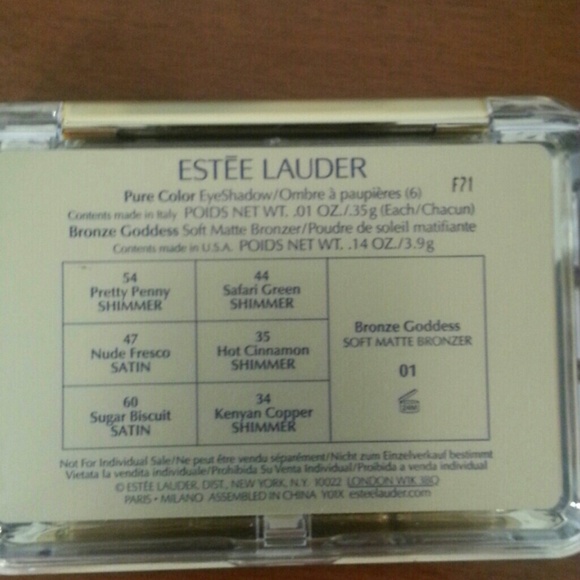 ESTĒE LAUDER
F71
Pure Color EyeShadow/Ombre à paupières (6)
Contents made in Italy POIDS NET WT. .01 OZ./.35g (Each/Chacun)
Bronze Goddess Soft Matte Bronzer/Poudre de soleil matifiante
Contents made in U.S.A. POIDS NET WT. .14 OZ./3.9g
54
Pretty Penny
SHIMMER
44
Safari Green
SHIMMER
47
Nude Fresco
SATIN
35
Hot Cinnamon
SHIMMER
60
Sugar Biscuit
SATIN
34
Kenyan Copper
SHIMMER
Bronze Goddess
SOFT MATTE BRONZER
01
Not For Individual Sale/Ne peut être vendu séparément/Nicht zum Einzelverkauf bestimmt
Vietata la vendita individuale/Prohibida Su Venta Individual/Proibida a venda individual
© ESTÉE LAUDER, DIST., NEW YORK, N.Y. 10022 LONDON W1K 3BQ
PARIS • MILANO ASSEMBLED IN CHINA Y01X esteelauder.com